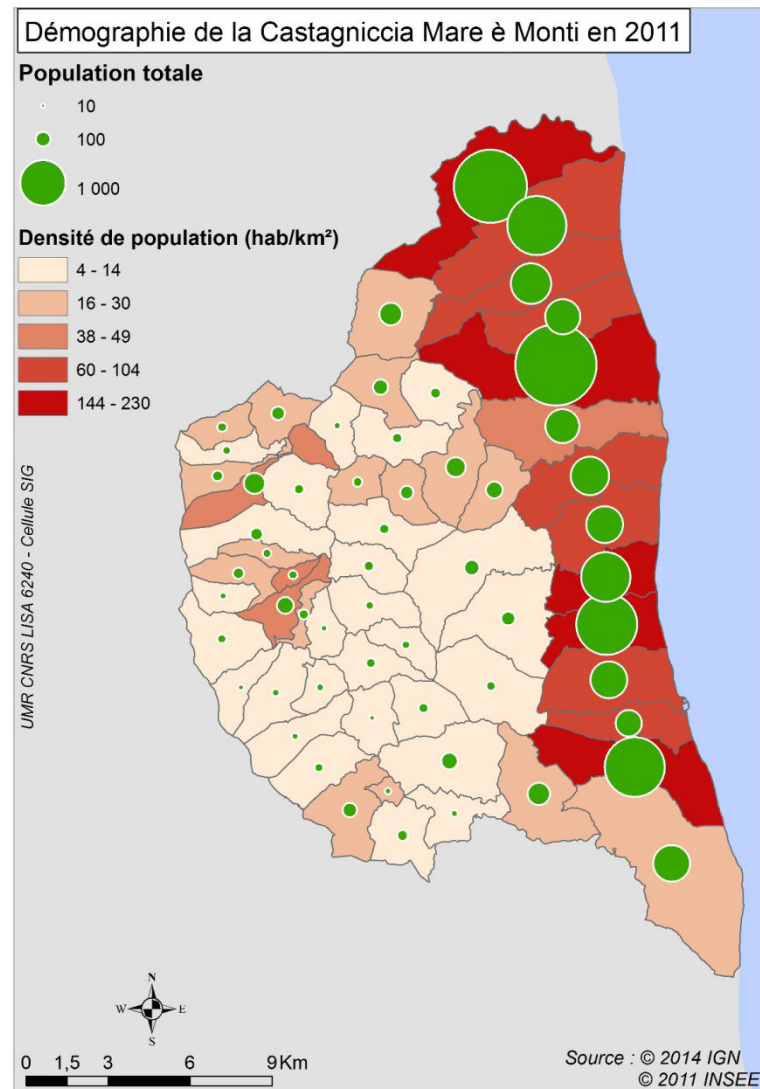 Démographie de la Castagniccia Mare è Monti en 2011
Population totale
10
100
1 000
Densité de population (hab/km²)
4 - 14
16 - 30
38 - 49
60 - 104
144 - 230
UMR CNRS LISA 6240 - Cellule SIG
N
W E
S
0 1,5 3 6 9 Km
Source : © 2014 IGN
© 2011 INSEE